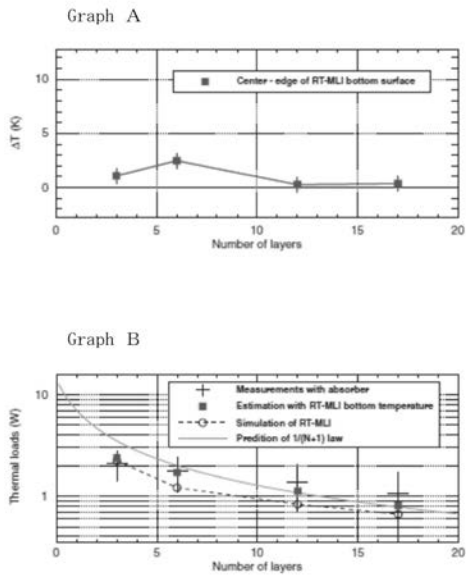 Graph A
Center - edge of RT-MLI bottom surface
ΔT (K)
10
5
0
0 5 10 15 20
Number of layers
Graph B
Measurements with absorber
Estimation with RT-MLI bottom temperature
Simulation of RT-MLI
Predition of 1/(N+1) law
Thermal loads (W)
10
1
0 5 10 15 20
Number of layers